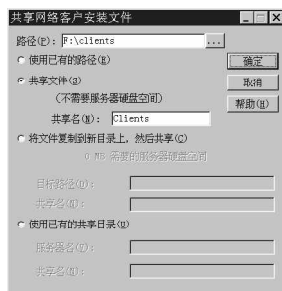 共享网络客户安装文件
路径(P): F:\clients ...
使用已有的路径(E)
确定
共享文件(S)
取消
(不需要服务器硬盘空间)
帮助(H)
共享名(N): Clients
将文件复制到新目录上，然后共享(C)
0 MB 需要的服务器硬盘空间
目标路径(D):
共享名(N):
使用已有的共享目录(U)
服务器名(V):
共享名(N):